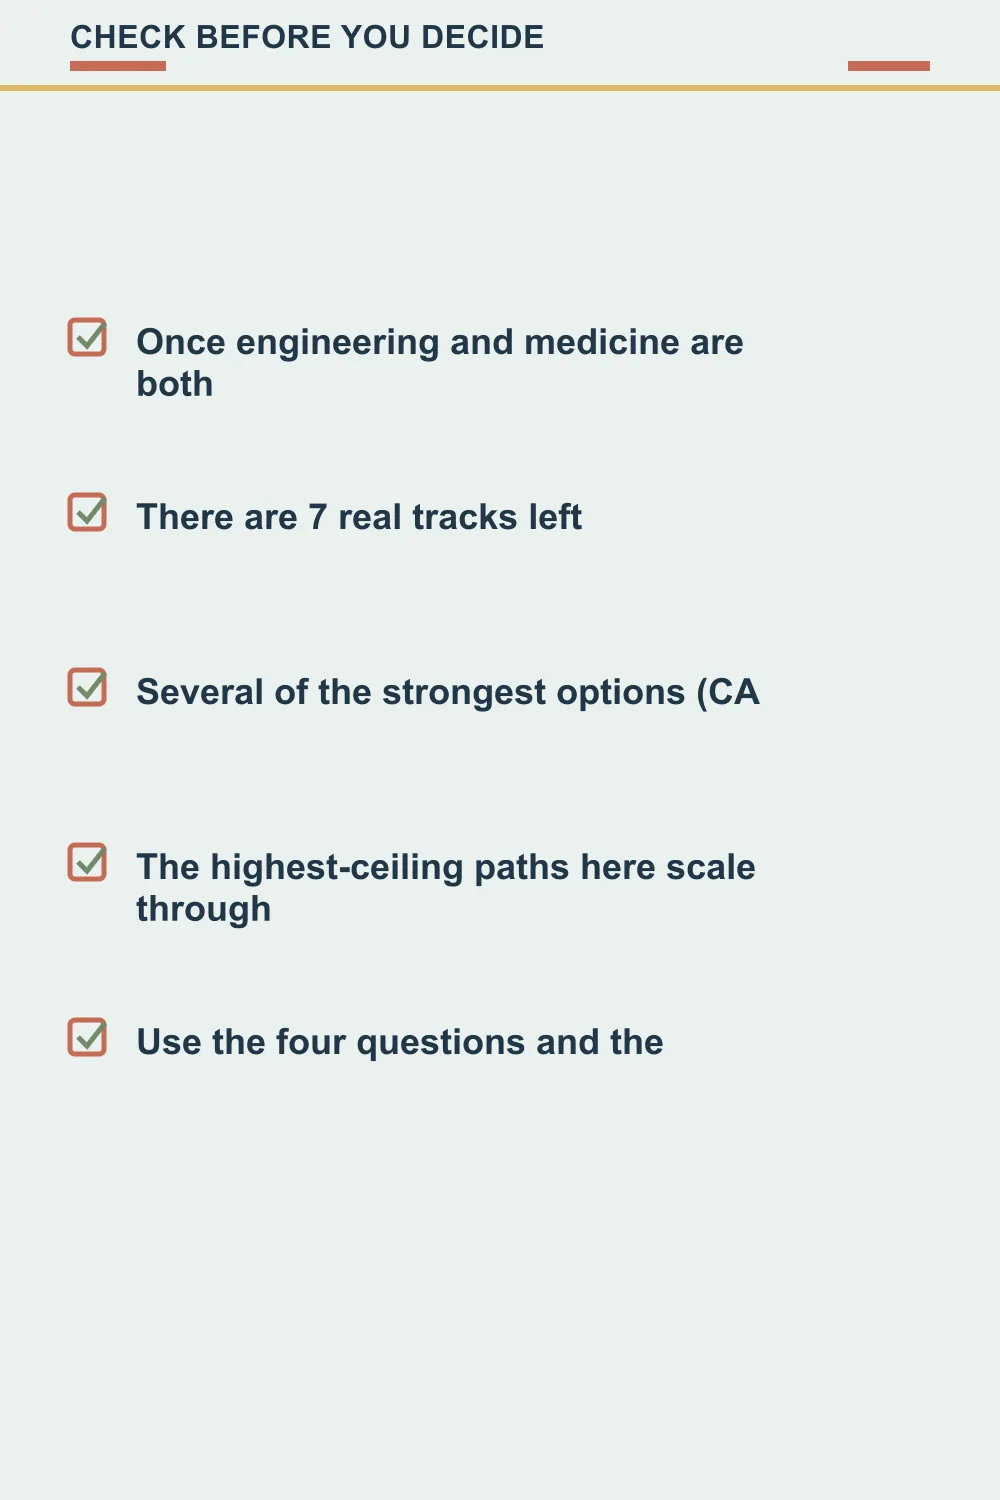 CHECK BEFORE YOU DECIDE
Once engineering and medicine are
both
There are 7 real tracks left
Several of the strongest options (CA
The highest-ceiling paths here scale
through
Use the four questions and the